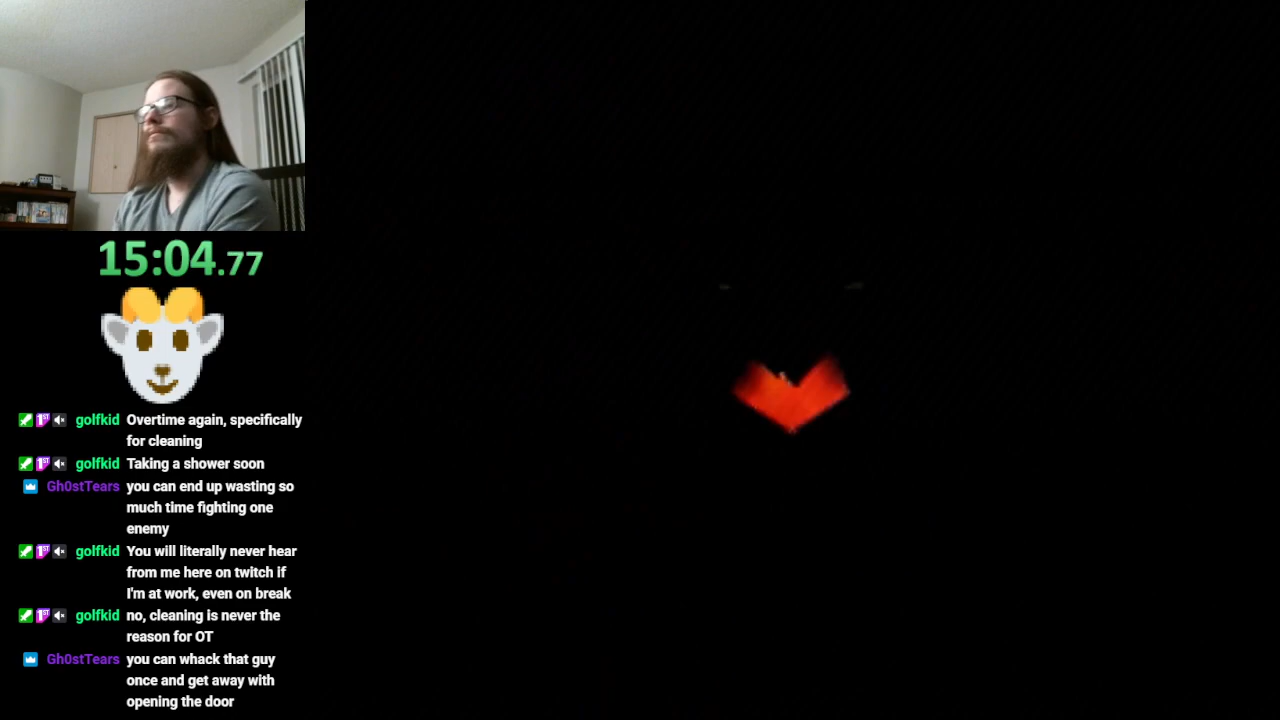 15:04.77
golfkid Overtime again, specifically
for cleaning
golfkid Taking a shower soon
Gh0stTears you can end up wasting so
much time fighting one
enemy
golfkid You will literally never hear
from me here on twitch if
I'm at work, even on break
golfkid no, cleaning is never the
reason for OT
Gh0stTears you can whack that guy
once and get away with
opening the door